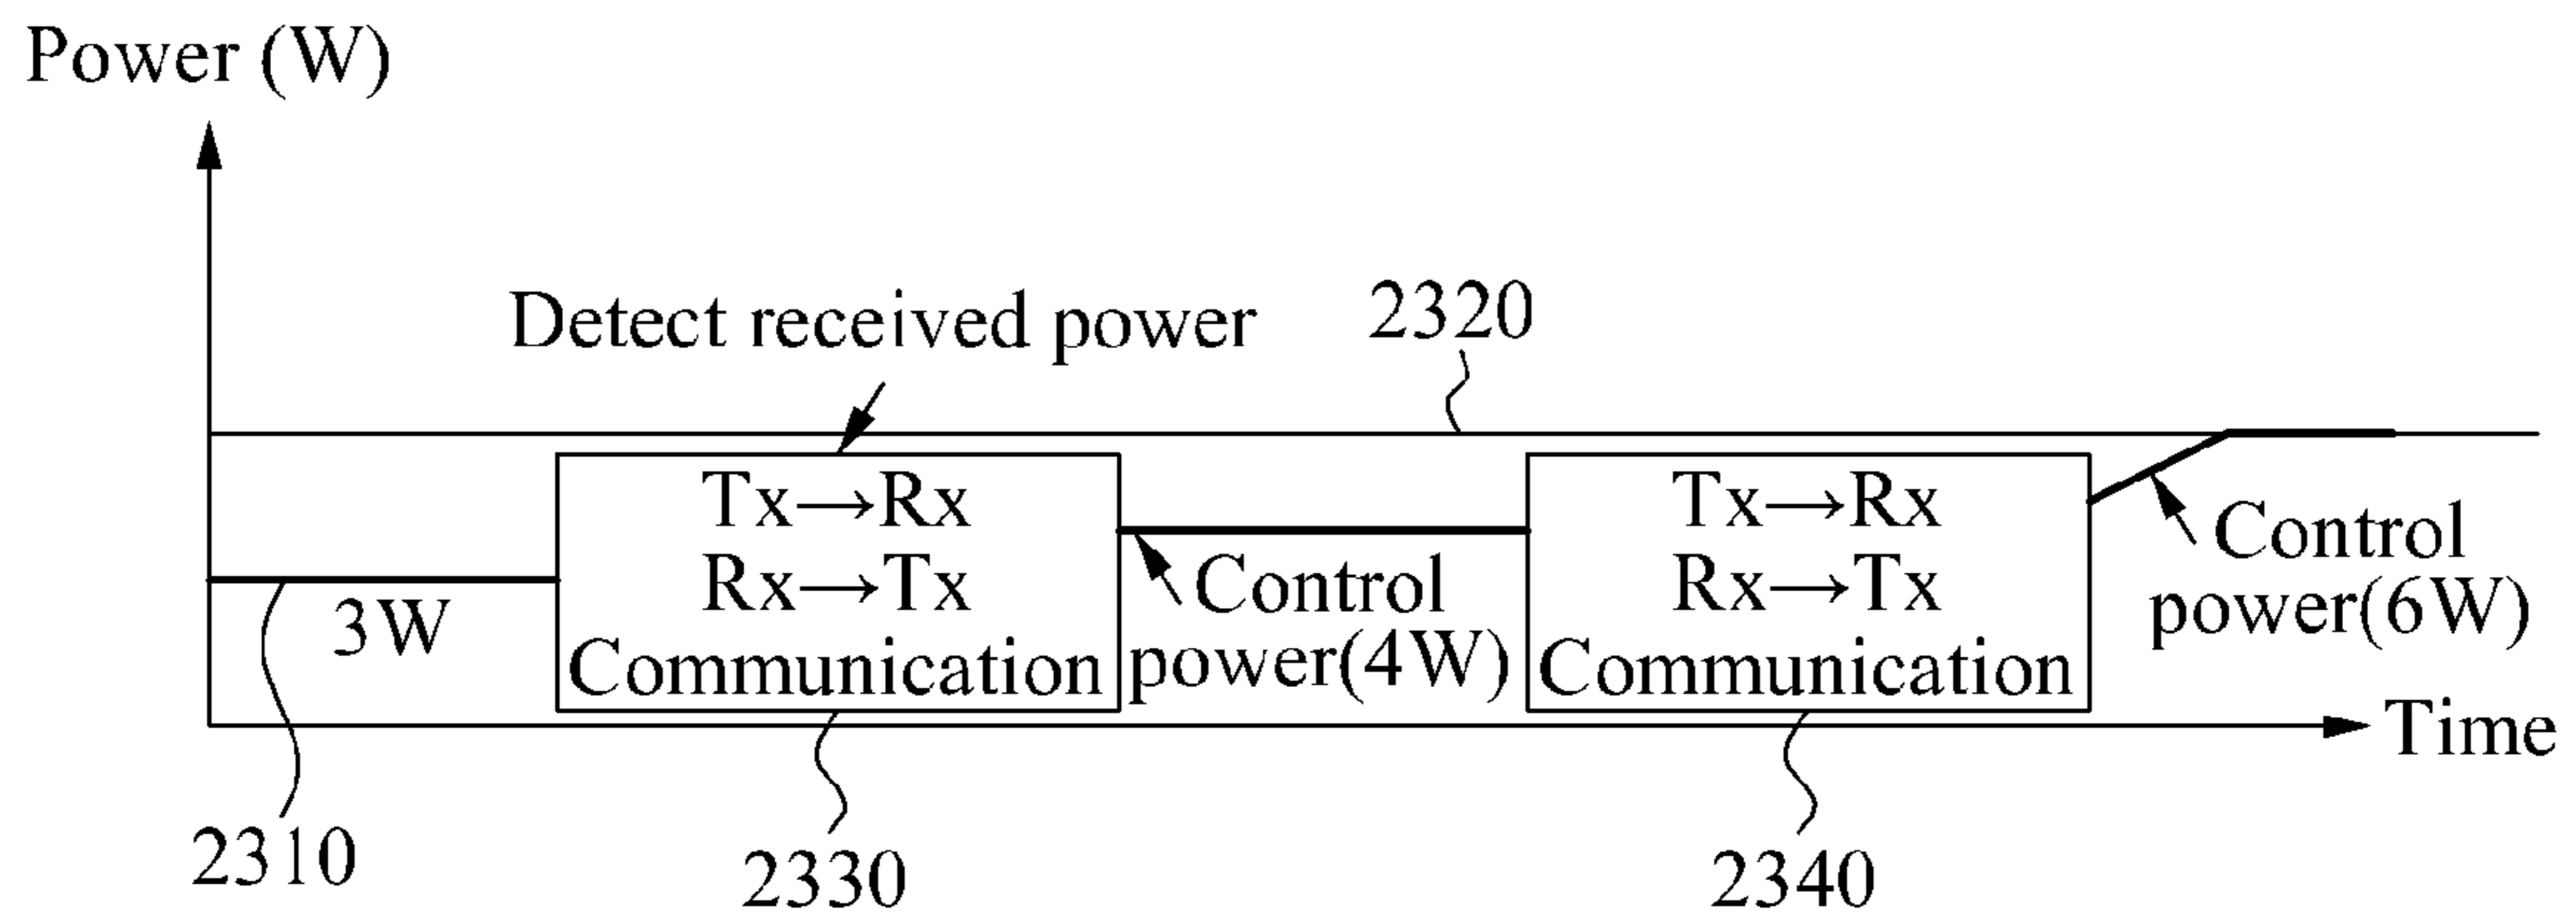 Power (W)
Detect received power
2320
Tx→Rx
Rx→Tx
Communication
3W
Control
power(4W)
Tx→Rx
Rx→Tx
Communication
Control
power(6W)
Time
2310
2330
2340